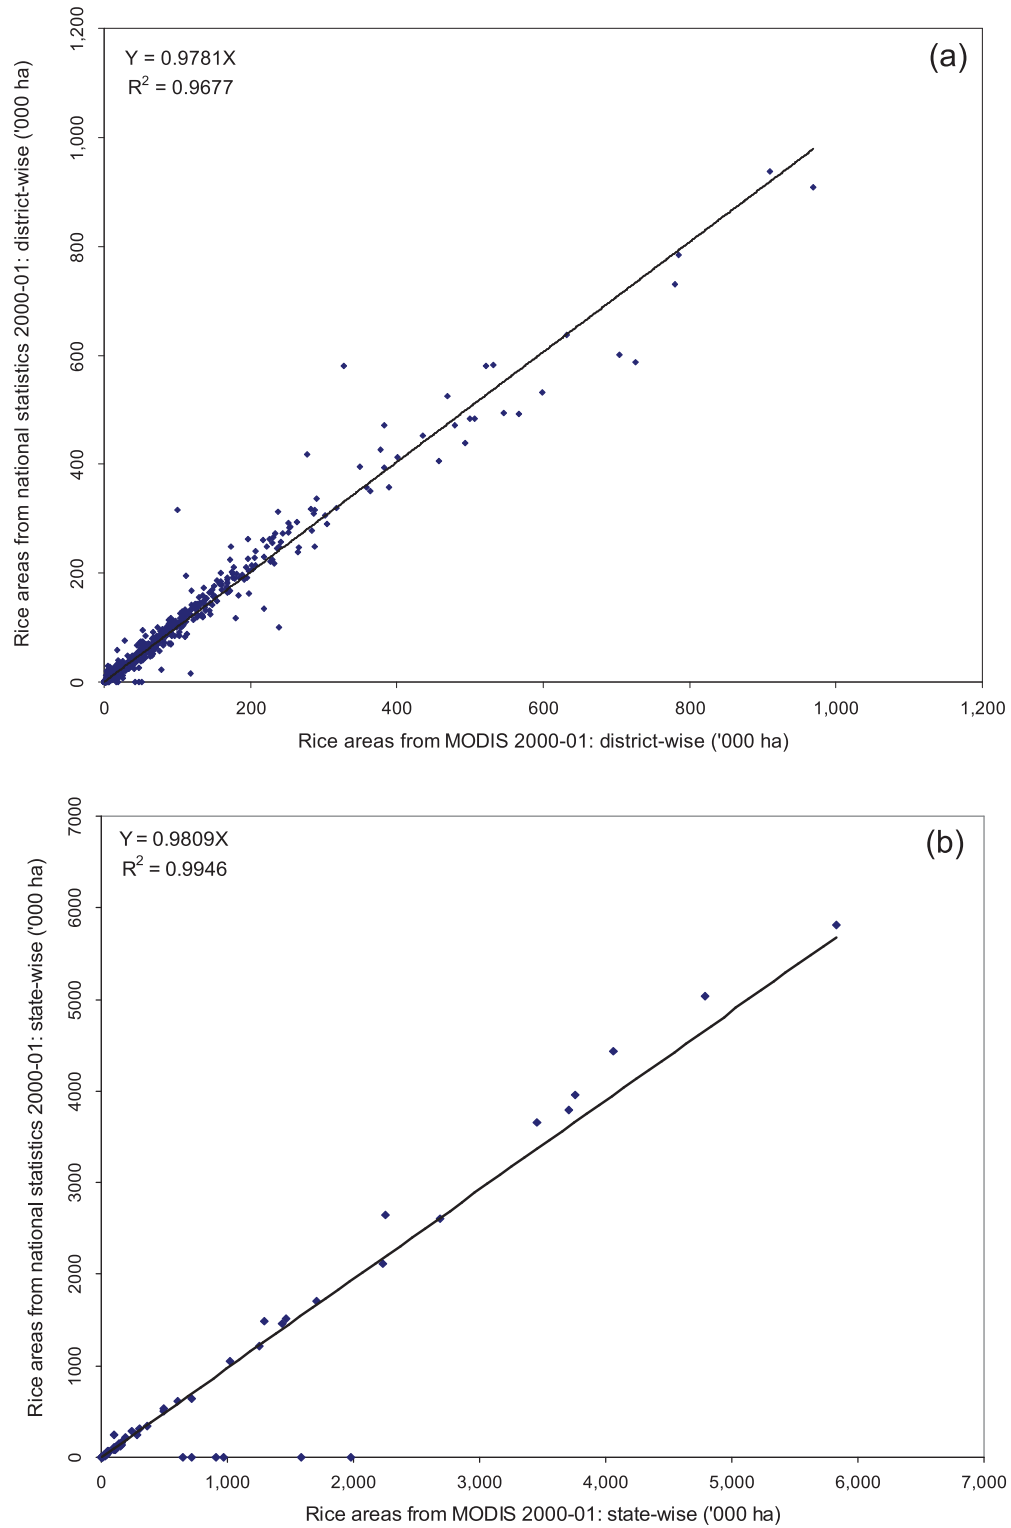 Y = 0.9781X
R² = 0.9677
(a)
Rice areas from national statistics 2000-01: district-wise ('000 ha)
1,200
1,000
800
600
400
200
0
0 200 400 600 800 1,000 1,200
Rice areas from MODIS 2000-01: district-wise ('000 ha)
Y = 0.9809X
R² = 0.9946
(b)
Rice areas from national statistics 2000-01: state-wise ('000 ha)
7000
6000
5000
4000
3000
2000
1000
0
0 1,000 2,000 3,000 4,000 5,000 6,000 7,000
Rice areas from MODIS 2000-01: state-wise ('000 ha)